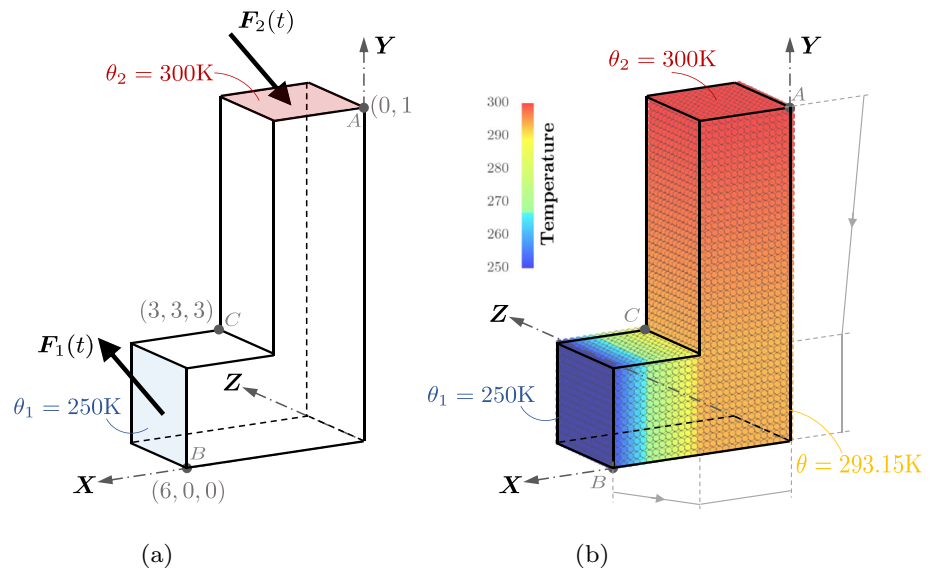 F₂(t)
Y
θ₂ = 300K
A
(0, 1
(3, 3, 3)
C
F₁(t)
Z
θ₁ = 250K
B
X
(6, 0, 0)
(a)
Y
θ₂ = 300K
A
300
290
280
270
260
250
Temperature
Z
C
θ₁ = 250K
θ = 293.15K
X
B
(b)